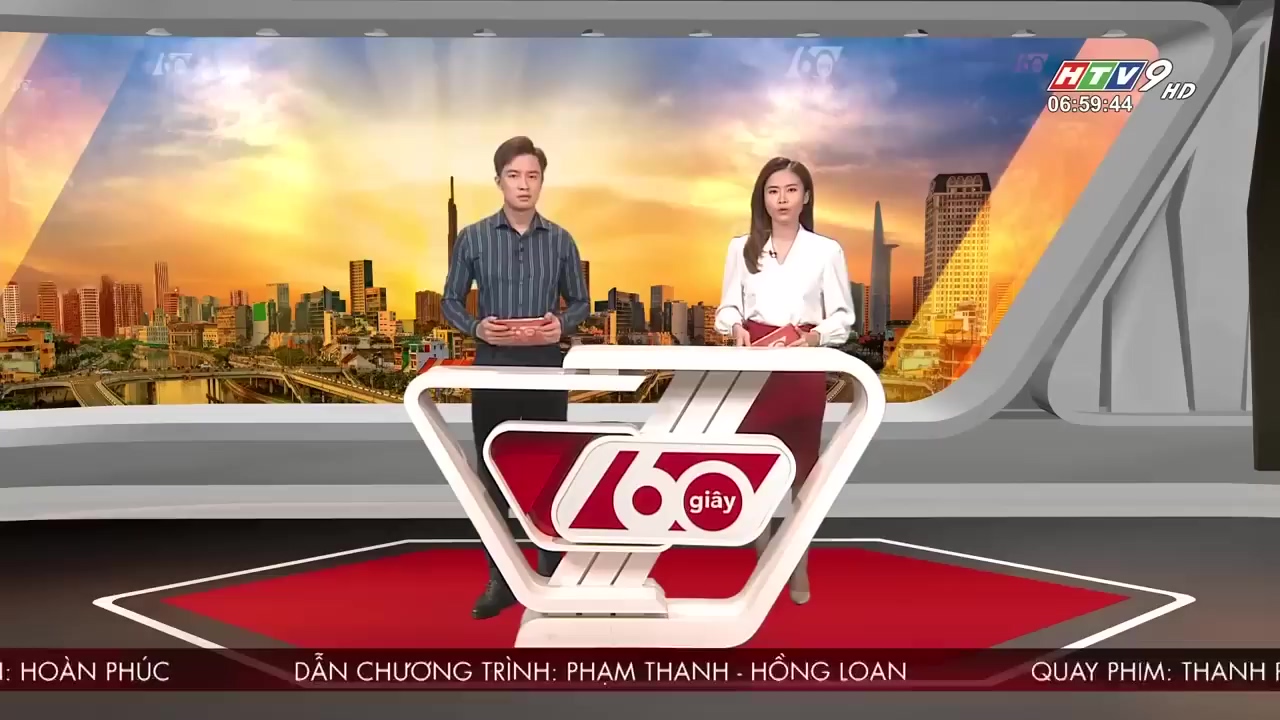 HTV9 HD
06:59:44
60 giây
HOÀN PHÚC DẪN CHƯƠNG TRÌNH: PHẠM THANH - HỒNG LOAN QUAY PHIM: THANH